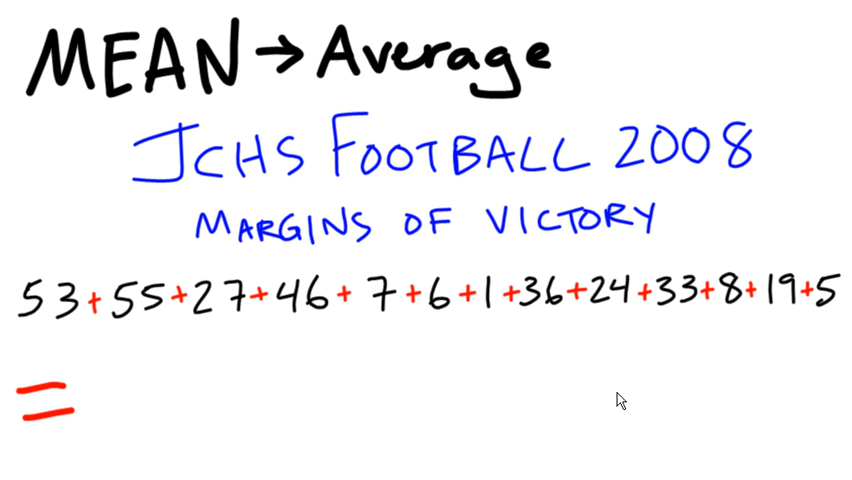 MEAN → Average
JCHS FOOTBALL 2008
MARGINS OF VICTORY
53+55+27+46+7+6+1+36+24+33+8+19+5
=